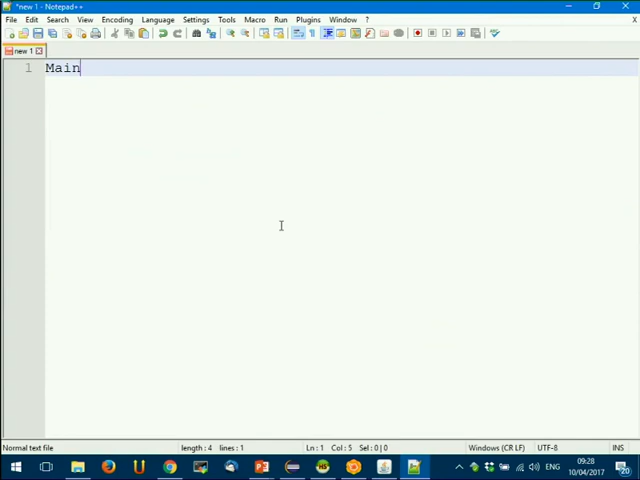 *new 1 - Notepad++
File Search View Encoding Language Settings Tools Macro Run Plugins Window ? X
new 1
1 Main
Normal text file length : 4 lines : 1 Ln : 1 Col : 5 Sel : 0 | 0 Windows (CR LF) UTF-8 INS
ENG 09:28
10/04/2017 20